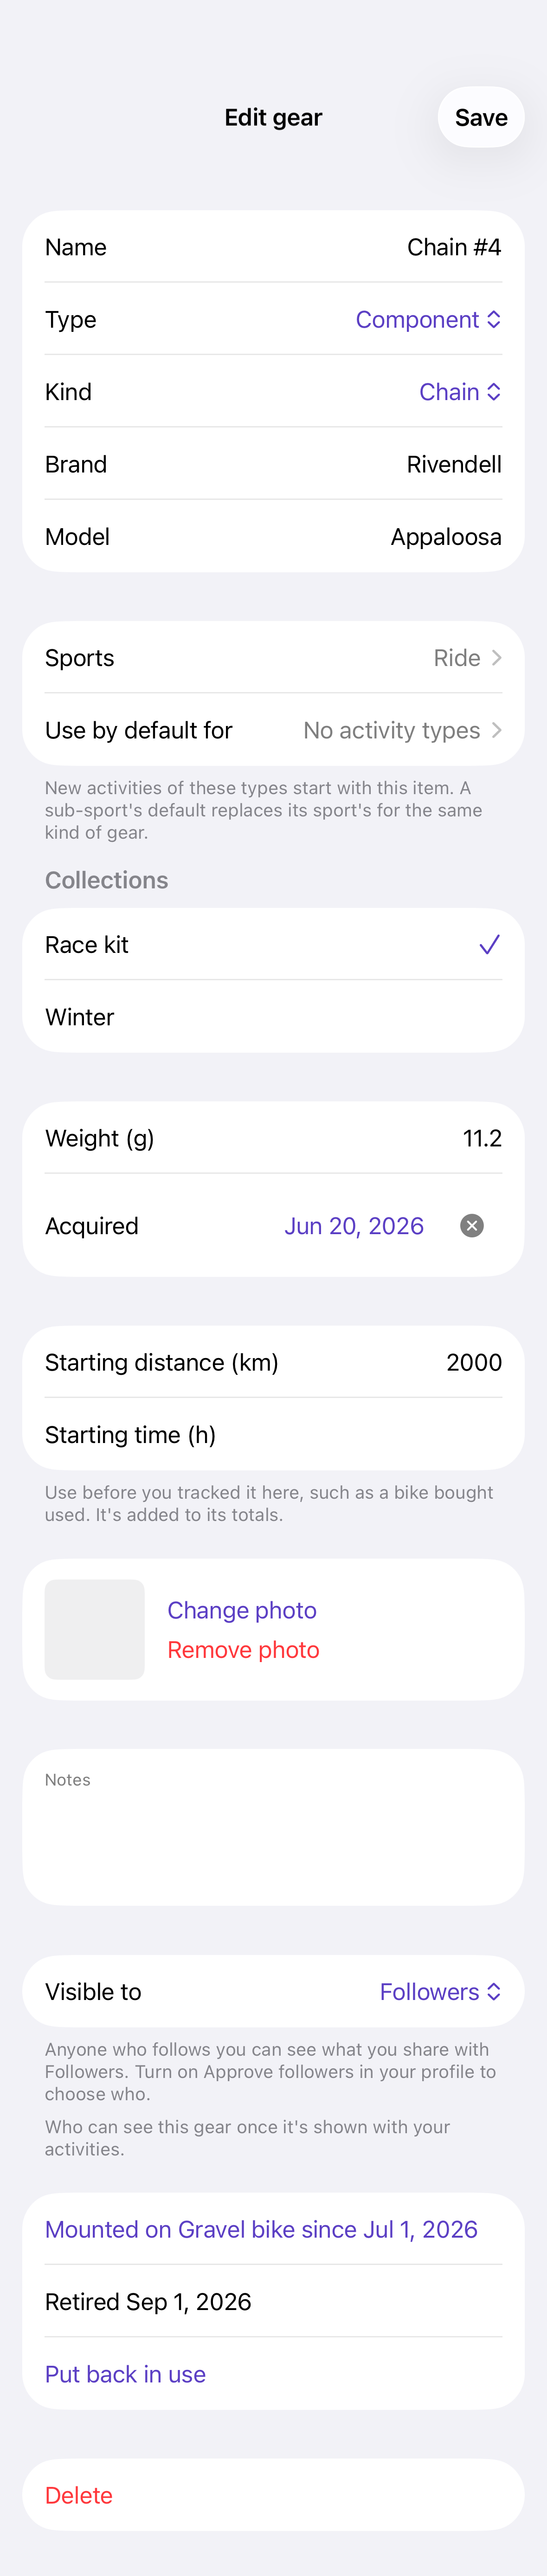 Edit gear
Save
Name
Chain #4
Type
Component
Kind
Chain
Brand
Rivendell
Model
Appaloosa
Sports
Ride
Use by default for
No activity types
New activities of these types start with this item. A
sub-sport's default replaces its sport's for the same
kind of gear.
Collections
Race kit
Winter
Weight (g)
11.2
Acquired
Jun 20, 2026
Starting distance (km)
2000
Starting time (h)
Use before you tracked it here, such as a bike bought
used. It's added to its totals.
Change photo
Remove photo
Notes
Visible to
Followers
Anyone who follows you can see what you share with
Followers. Turn on Approve followers in your profile to
choose who.
Who can see this gear once it's shown with your
activities.
Mounted on Gravel bike since Jul 1, 2026
Retired Sep 1, 2026
Put back in use
Delete